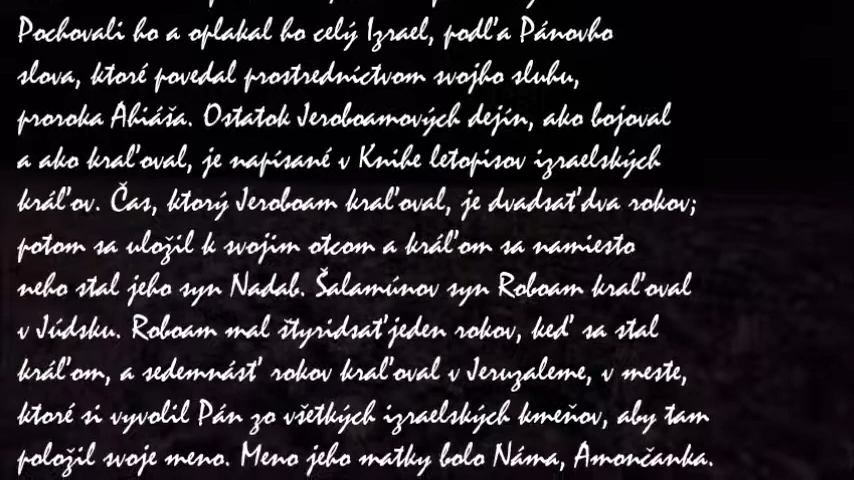 Pochovali ho a oplakal ho celý Izrael, podľa Pánovho
slova, ktoré povedal prostredníctvom svojho sluhu,
proroka Ahiáša. Ostatok Jeroboamových dejín, ako bojoval
a ako kraľoval, je napísané v Knihe letopisov izraelských
kráľov. Čas, ktorý Jeroboam kraľoval, je dvadsaťdva rokov;
potom sa uložil k svojim otcom a kráľom sa namiesto
neho stal jeho syn Nadab. Šalamúnov syn Roboam kraľoval
v Júdsku. Roboam mal štyridsaťjeden rokov, keď sa stal
kráľom, a sedemnásť rokov kraľoval v Jeruzaleme, v meste,
ktoré si vyvolil Pán zo všetkých izraelských kmeňov, aby tam
položil svoje meno. Meno jeho matky bolo Náma, Amončanka.